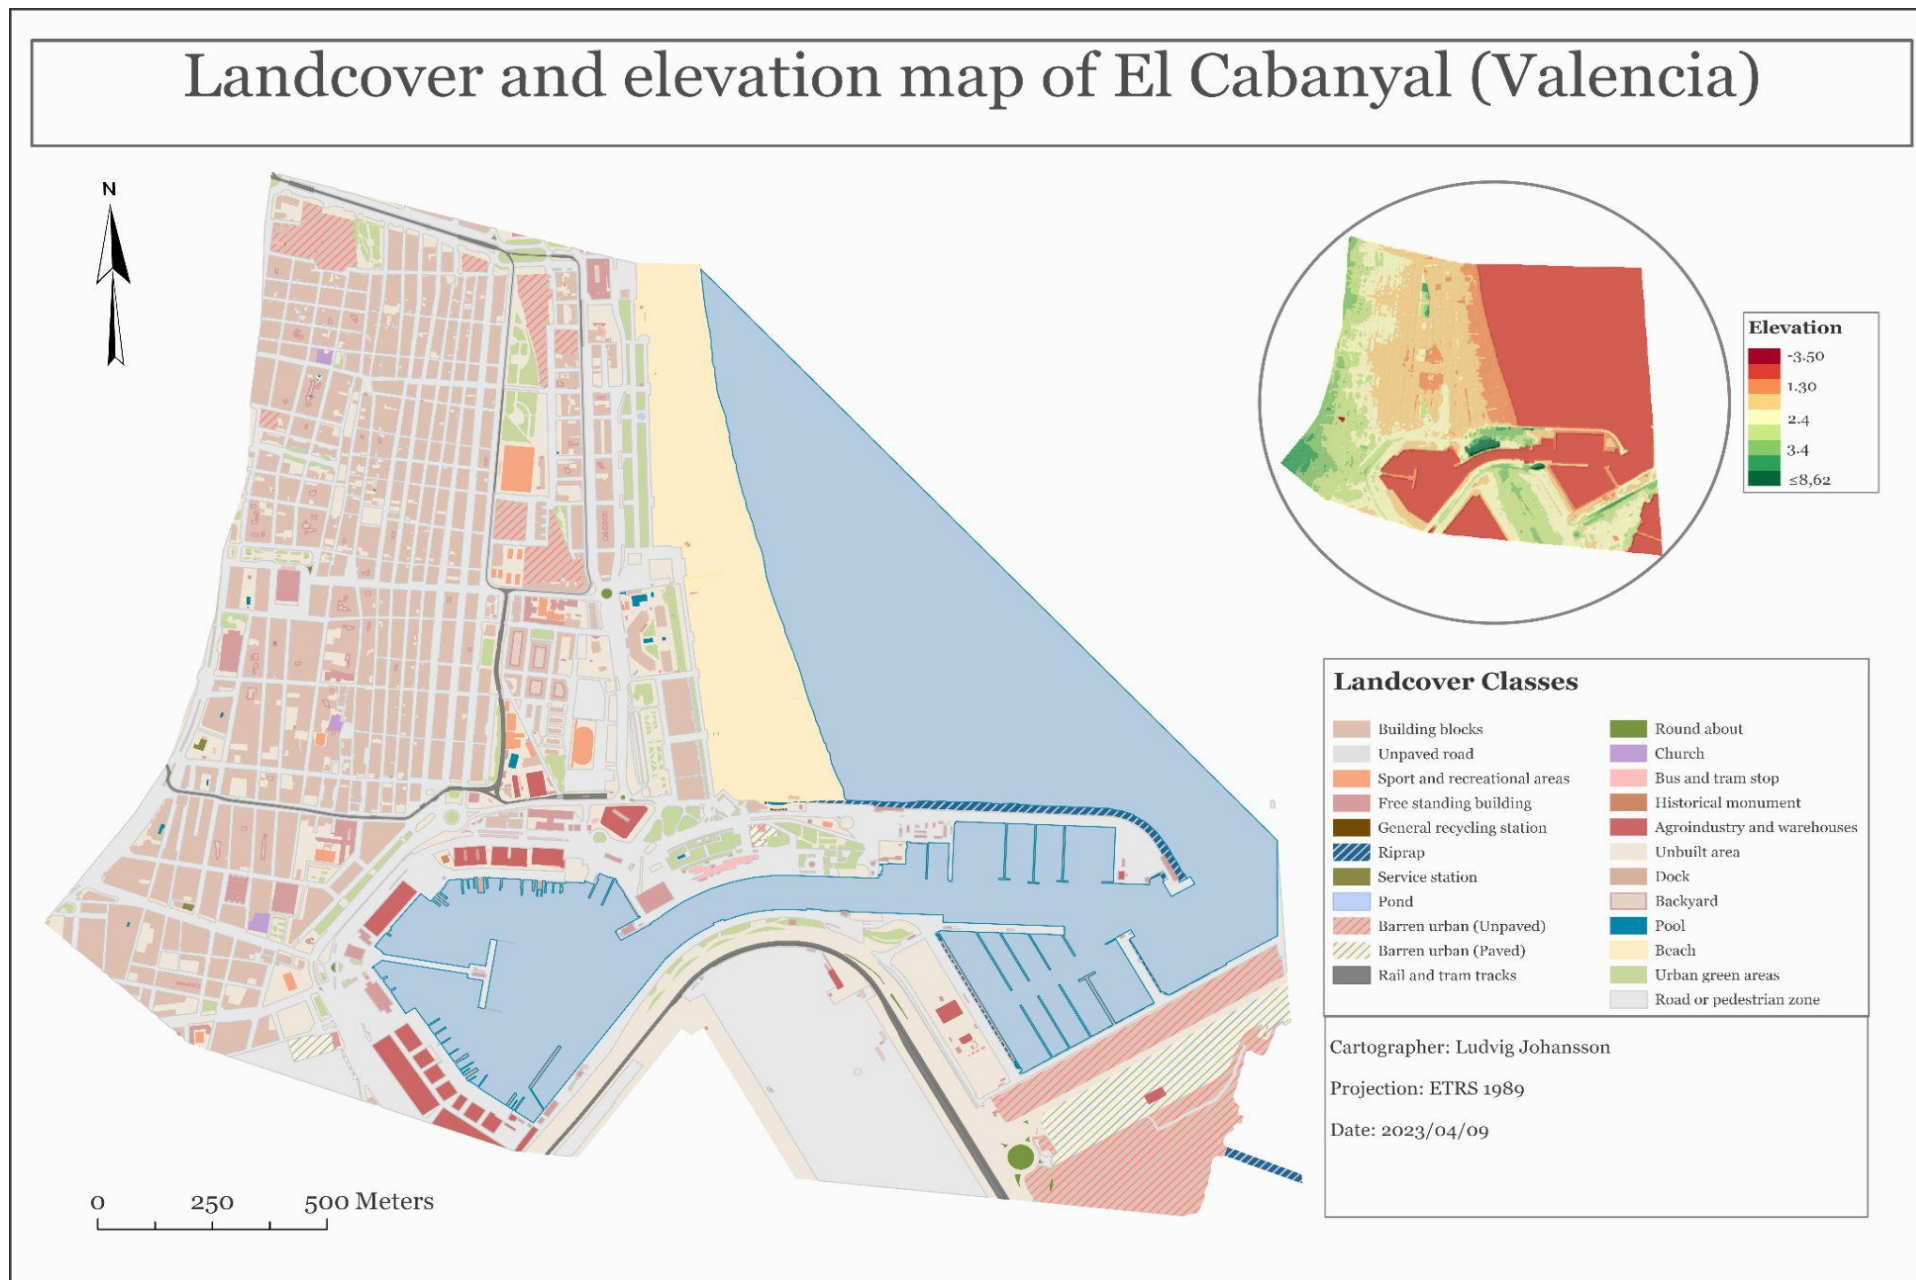 Landcover and elevation map of El Cabanyal (Valencia)
N
Elevation
-3.50
1.30
2.4
3.4
≤8,62
Landcover Classes
Building blocks
Unpaved road
Sport and recreational areas
Free standing building
General recycling station
Riprap
Service station
Pond
Barren urban (Unpaved)
Barren urban (Paved)
Rail and tram tracks
Round about
Church
Bus and tram stop
Historical monument
Agroindustry and warehouses
Unbuilt area
Dock
Backyard
Pool
Beach
Urban green areas
Road or pedestrian zone
Cartographer: Ludvig Johansson
Projection: ETRS 1989
Date: 2023/04/09
0 250 500 Meters